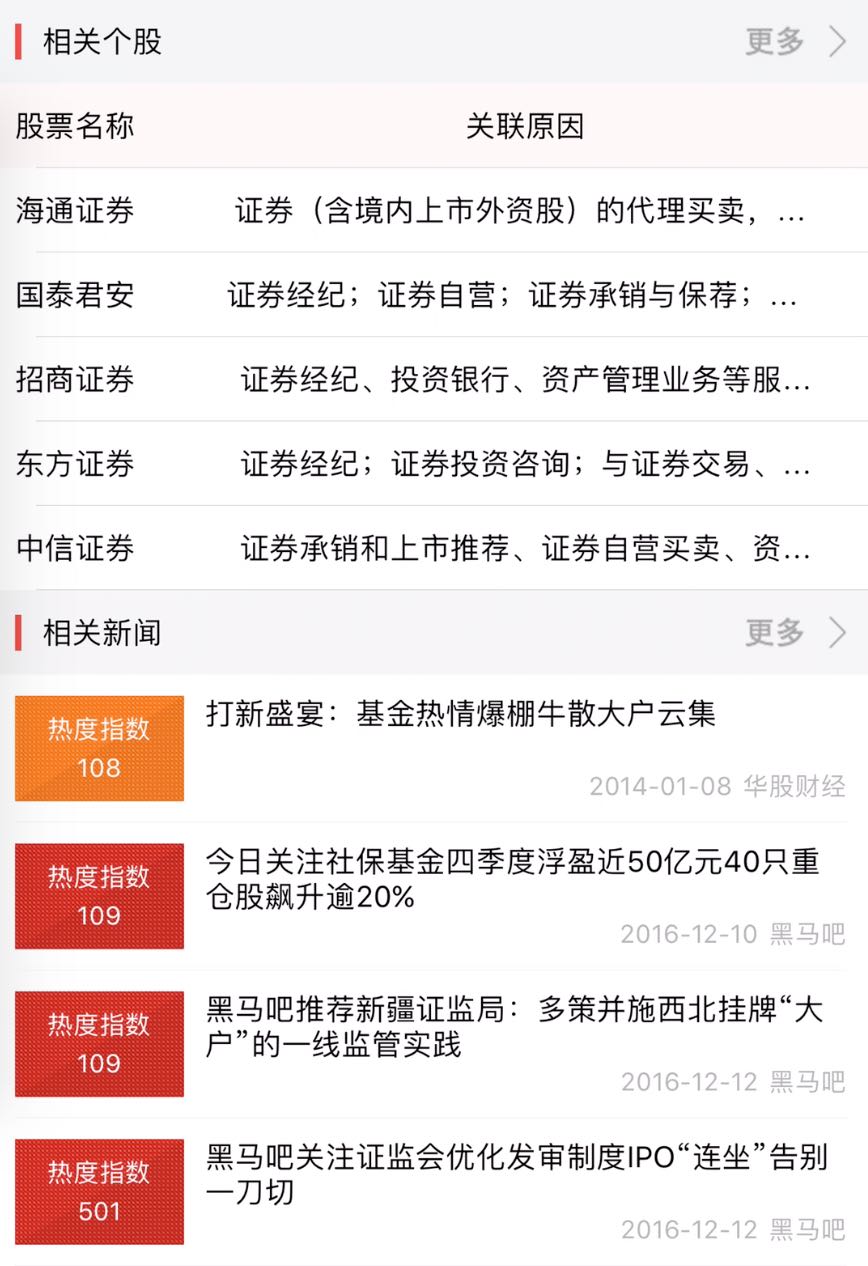 相关个股 更多
股票名称 关联原因
海通证券 证券（含境内上市外资股）的代理买卖，...
国泰君安 证券经纪；证券自营；证券承销与保荐；...
招商证券 证券经纪、投资银行、资产管理业务等服...
东方证券 证券经纪；证券投资咨询；与证券交易、...
中信证券 证券承销和上市推荐、证券自营买卖、资...
相关新闻 更多
热度指数
108
打新盛宴：基金热情爆棚牛散大户云集
2014-01-08 华股财经
热度指数
109
今日关注社保基金四季度浮盈近50亿元40只重
仓股飙升逾20%
2016-12-10 黑马吧
热度指数
109
黑马吧推荐新疆证监局：多策并施西北挂牌“大
户”的一线监管实践
2016-12-12 黑马吧
热度指数
501
黑马吧关注证监会优化发审制度IPO“连坐”告别
一刀切
2016-12-12 黑马吧